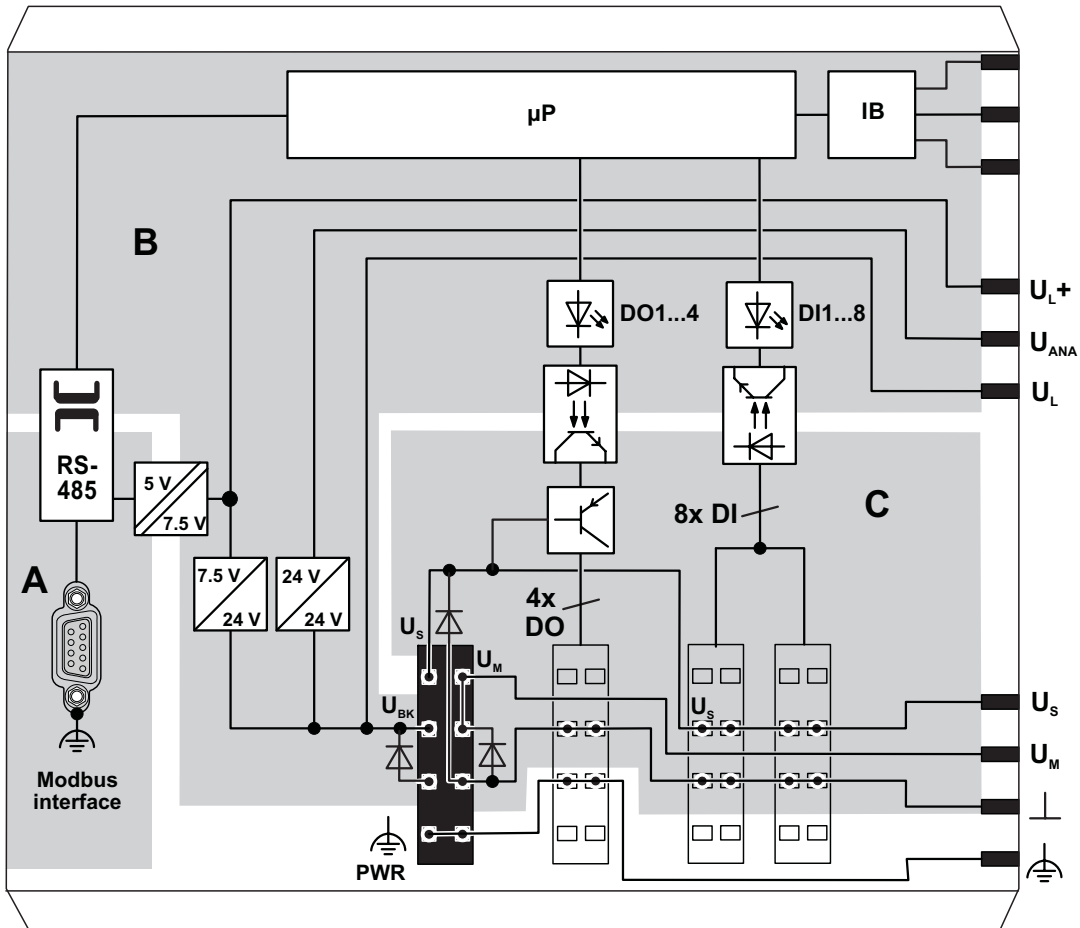 µP
IB
B
DO1...4
DI1...8
U_L+
U_ANA
U_L
RS-
485
5 V
7.5 V
8x DI
C
A
7.5 V
24 V
24 V
24 V
4x
DO
U_S
U_M
U_BK
U_S
U_S
U_M
Modbus
interface
PWR